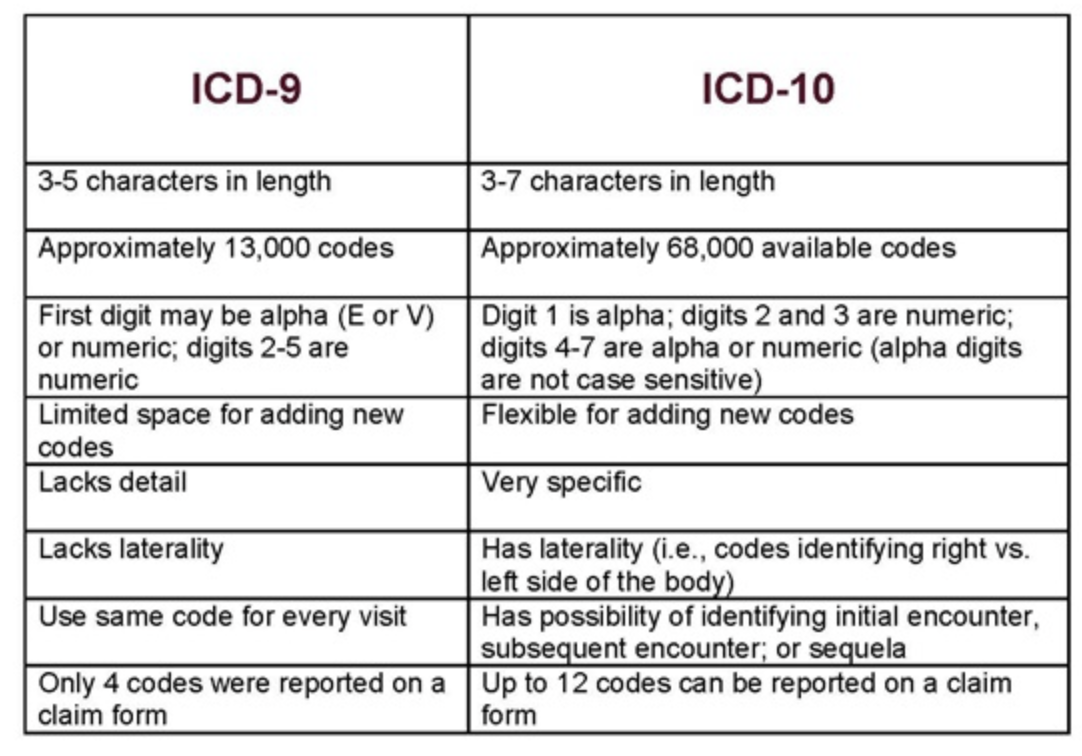 ICD-9
ICD-10
3-5 characters in length
3-7 characters in length
Approximately 13,000 codes
Approximately 68,000 available codes
First digit may be alpha (E or V)
or numeric; digits 2-5 are
numeric
Digit 1 is alpha; digits 2 and 3 are numeric;
digits 4-7 are alpha or numeric (alpha digits
are not case sensitive)
Limited space for adding new
codes
Flexible for adding new codes
Lacks detail
Very specific
Lacks laterality
Has laterality (i.e., codes identifying right vs.
left side of the body)
Use same code for every visit
Has possibility of identifying initial encounter,
subsequent encounter; or sequela
Only 4 codes were reported on a
claim form
Up to 12 codes can be reported on a claim
form